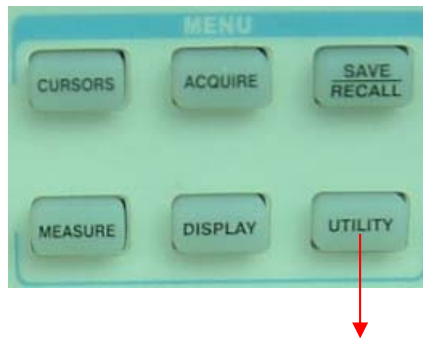 MENU
CURSORS
ACQUIRE
SAVE
RECALL
MEASURE
DISPLAY
UTILITY